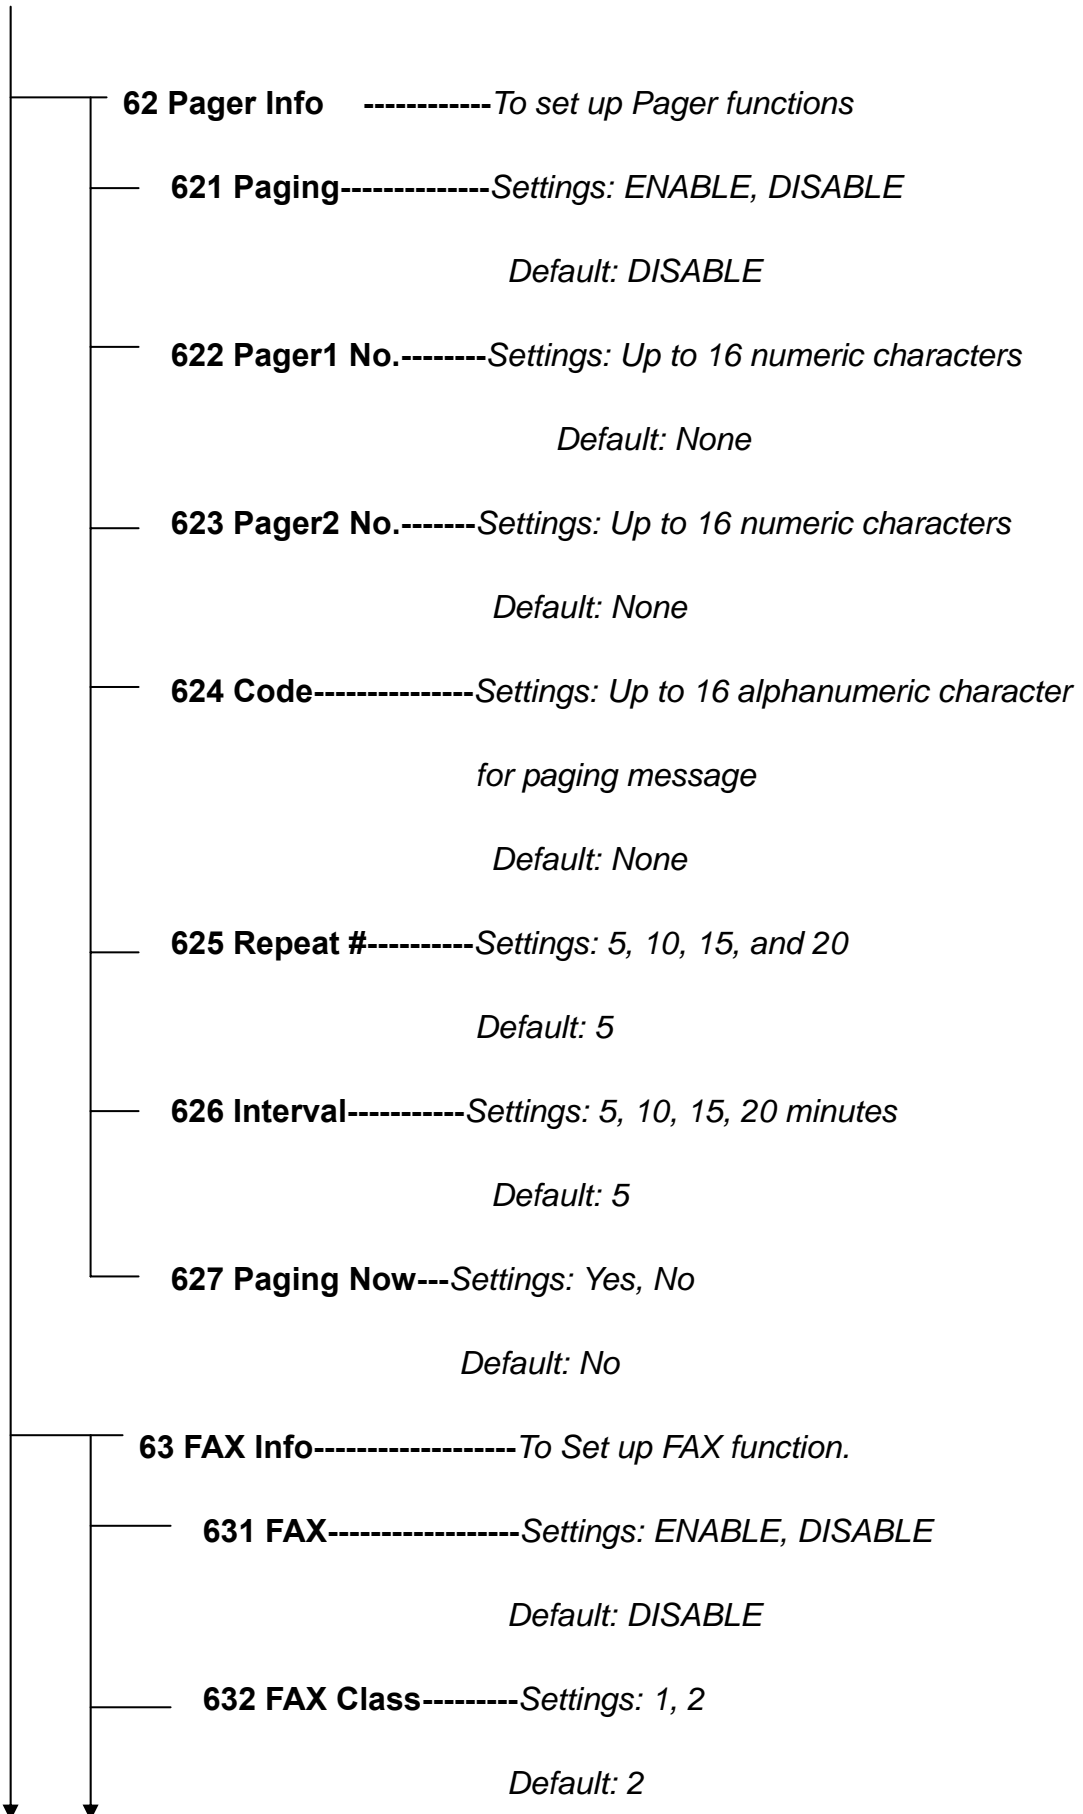 62 Pager Info ------------To set up Pager functions
621 Paging--------------Settings: ENABLE, DISABLE
Default: DISABLE
622 Pager1 No.--------Settings: Up to 16 numeric characters
Default: None
623 Pager2 No.-------Settings: Up to 16 numeric characters
Default: None
624 Code---------------Settings: Up to 16 alphanumeric character
for paging message
Default: None
625 Repeat #----------Settings: 5, 10, 15, and 20
Default: 5
626 Interval-----------Settings: 5, 10, 15, 20 minutes
Default: 5
627 Paging Now---Settings: Yes, No
Default: No
63 FAX Info-------------------To Set up FAX function.
631 FAX------------------Settings: ENABLE, DISABLE
Default: DISABLE
632 FAX Class---------Settings: 1, 2
Default: 2